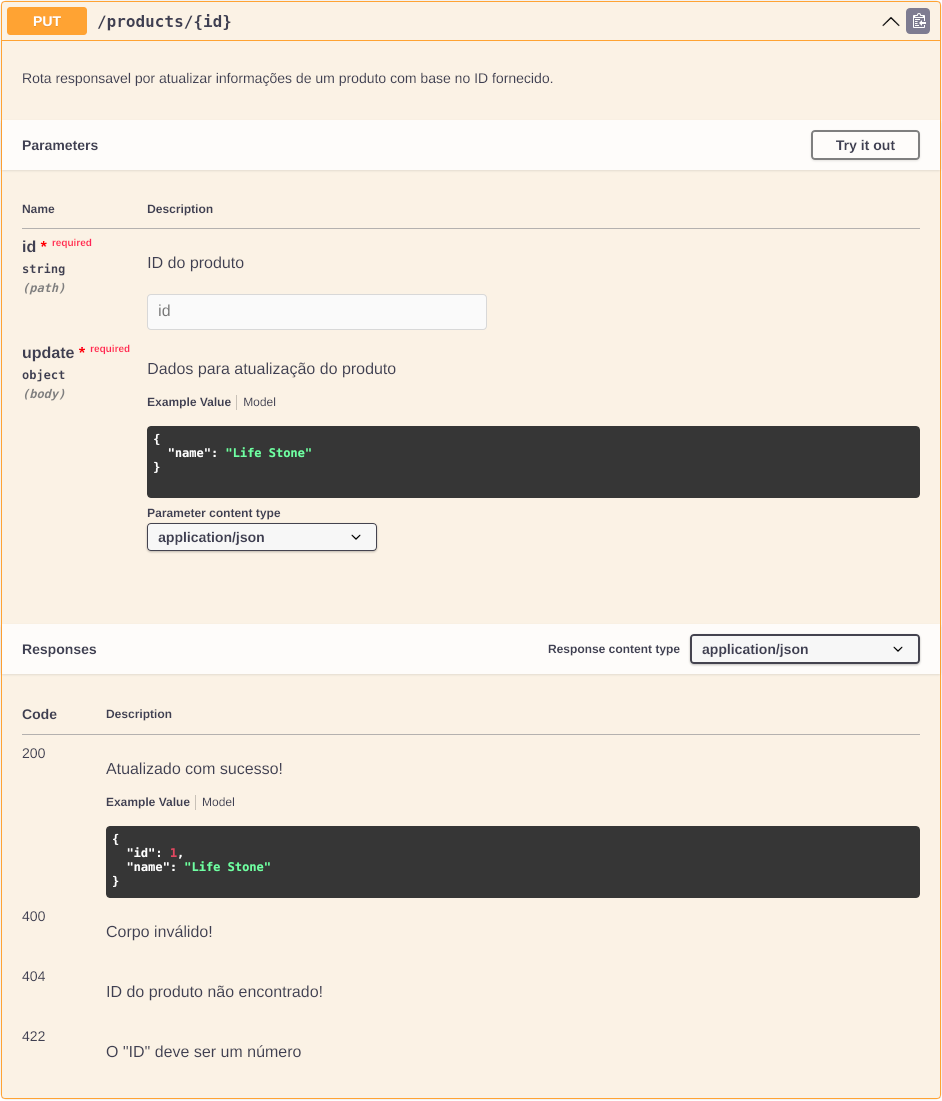 PUT /products/{id}
Rota responsavel por atualizar informações de um produto com base no ID fornecido.
Parameters
Try it out
Name Description
id * required
string
(path)
ID do produto
id
update * required
object
(body)
Dados para atualização do produto
Example Value Model
{
  "name": "Life Stone"
}
Parameter content type
application/json
Responses
Response content type application/json
Code Description
200
Atualizado com sucesso!
Example Value Model
{
  "id": 1,
  "name": "Life Stone"
}
400
Corpo inválido!
404
ID do produto não encontrado!
422
O "ID" deve ser um número